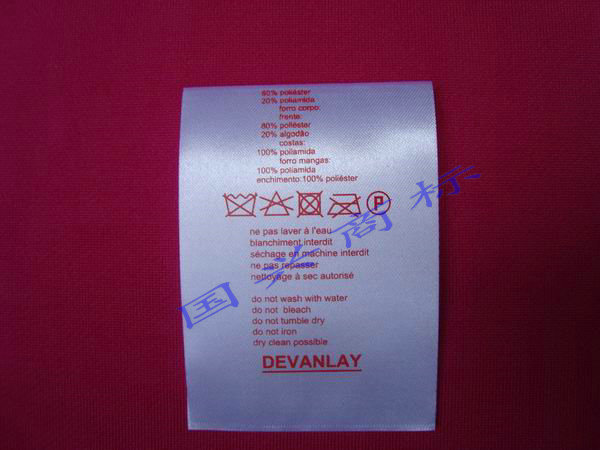 80% poliéster
20% poliamida
forro corpo:
frente:
80% poliéster
20% algodão
costas:
100% poliamida
forro mangas:
100% poliamida
enchimento:100% poliéster
P
ne pas laver à l'eau
blanchiment interdit
séchage en machine interdit
ne pas repasser
nettoyage à sec autorisé
do not wash with water
do not bleach
do not tumble dry
do not iron
dry clean possible
DEVANLAY
国兴商标